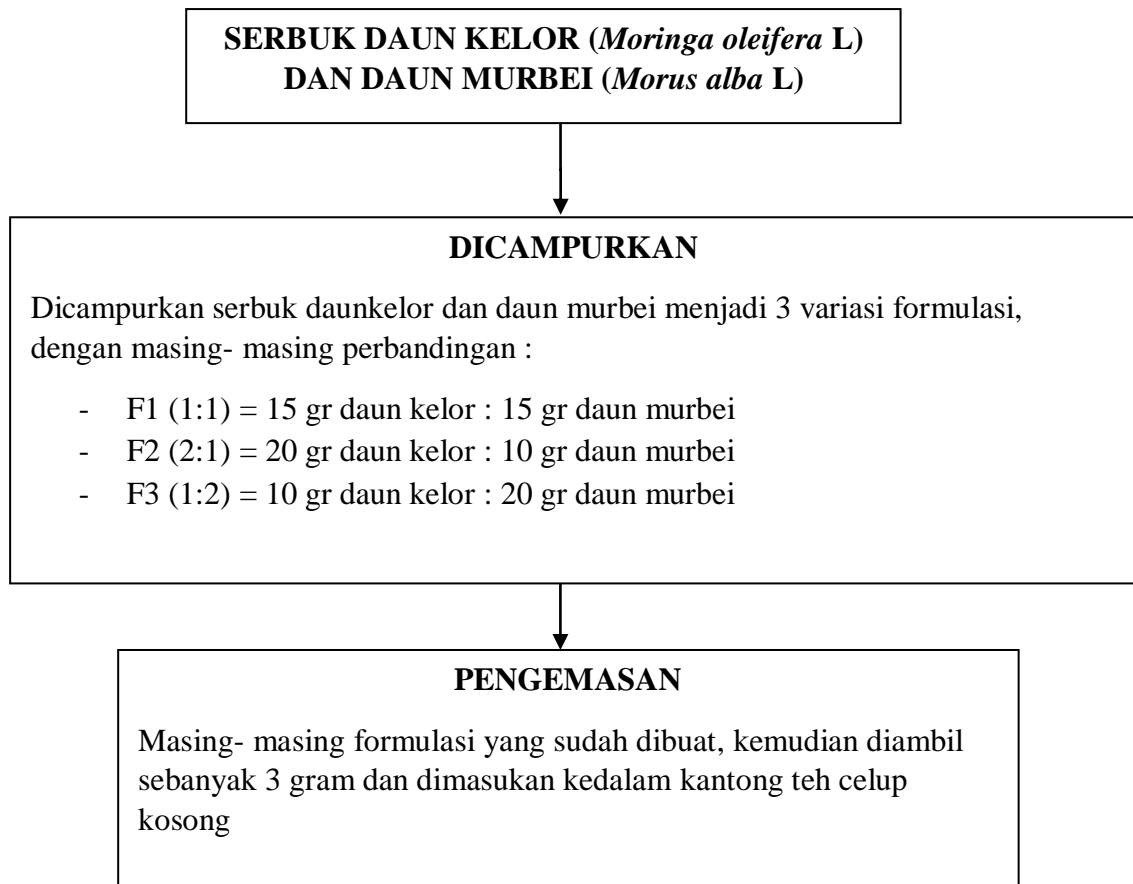 SERBUK DAUN KELOR (Moringa oleifera L)
DAN DAUN MURBEI (Morus alba L)
DICAMPURKAN
Dicampurkan serbuk daunkelor dan daun murbei menjadi 3 variasi formulasi,
dengan masing- masing perbandingan :
- F1 (1:1) = 15 gr daun kelor : 15 gr daun murbei
- F2 (2:1) = 20 gr daun kelor : 10 gr daun murbei
- F3 (1:2) = 10 gr daun kelor : 20 gr daun murbei
PENGEMASAN
Masing- masing formulasi yang sudah dibuat, kemudian diambil
sebanyak 3 gram dan dimasukan kedalam kantong teh celup
kosong